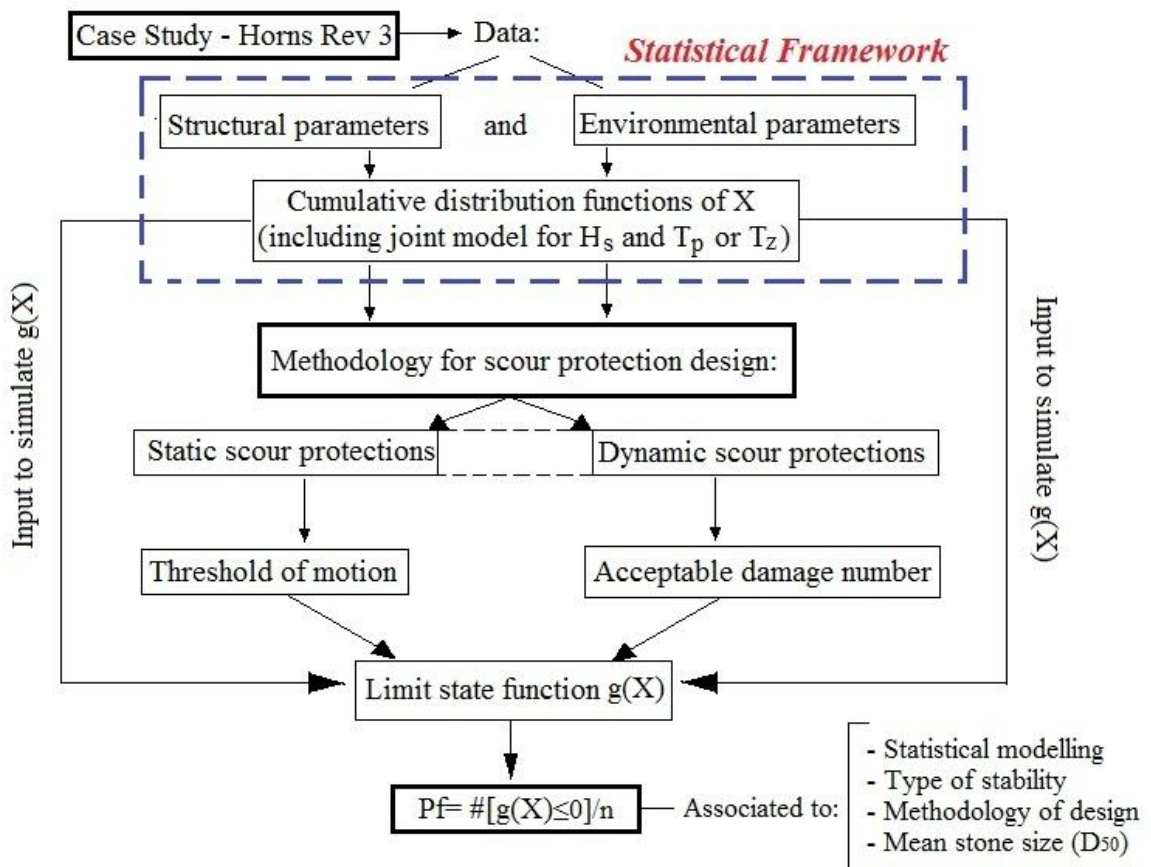 Case Study - Horns Rev 3
Data:
Statistical Framework
Structural parameters
and
Environmental parameters
Cumulative distribution functions of X
(including joint model for Hs and Tp or Tz)
Input to simulate g(X)
Input to simulate g(X)
Methodology for scour protection design:
Static scour protections
Dynamic scour protections
Threshold of motion
Acceptable damage number
Limit state function g(X)
Pf= #[g(X)≤0]/n
Associated to:
- Statistical modelling
- Type of stability
- Methodology of design
- Mean stone size (D50)